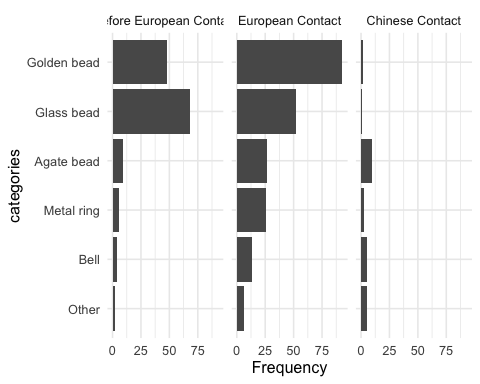 efore European Conta
European Contact
Chinese Contact
categories
Golden bead
Glass bead
Agate bead
Metal ring
Bell
Other
0 25 50 75
0 25 50 75
0 25 50 75
Frequency